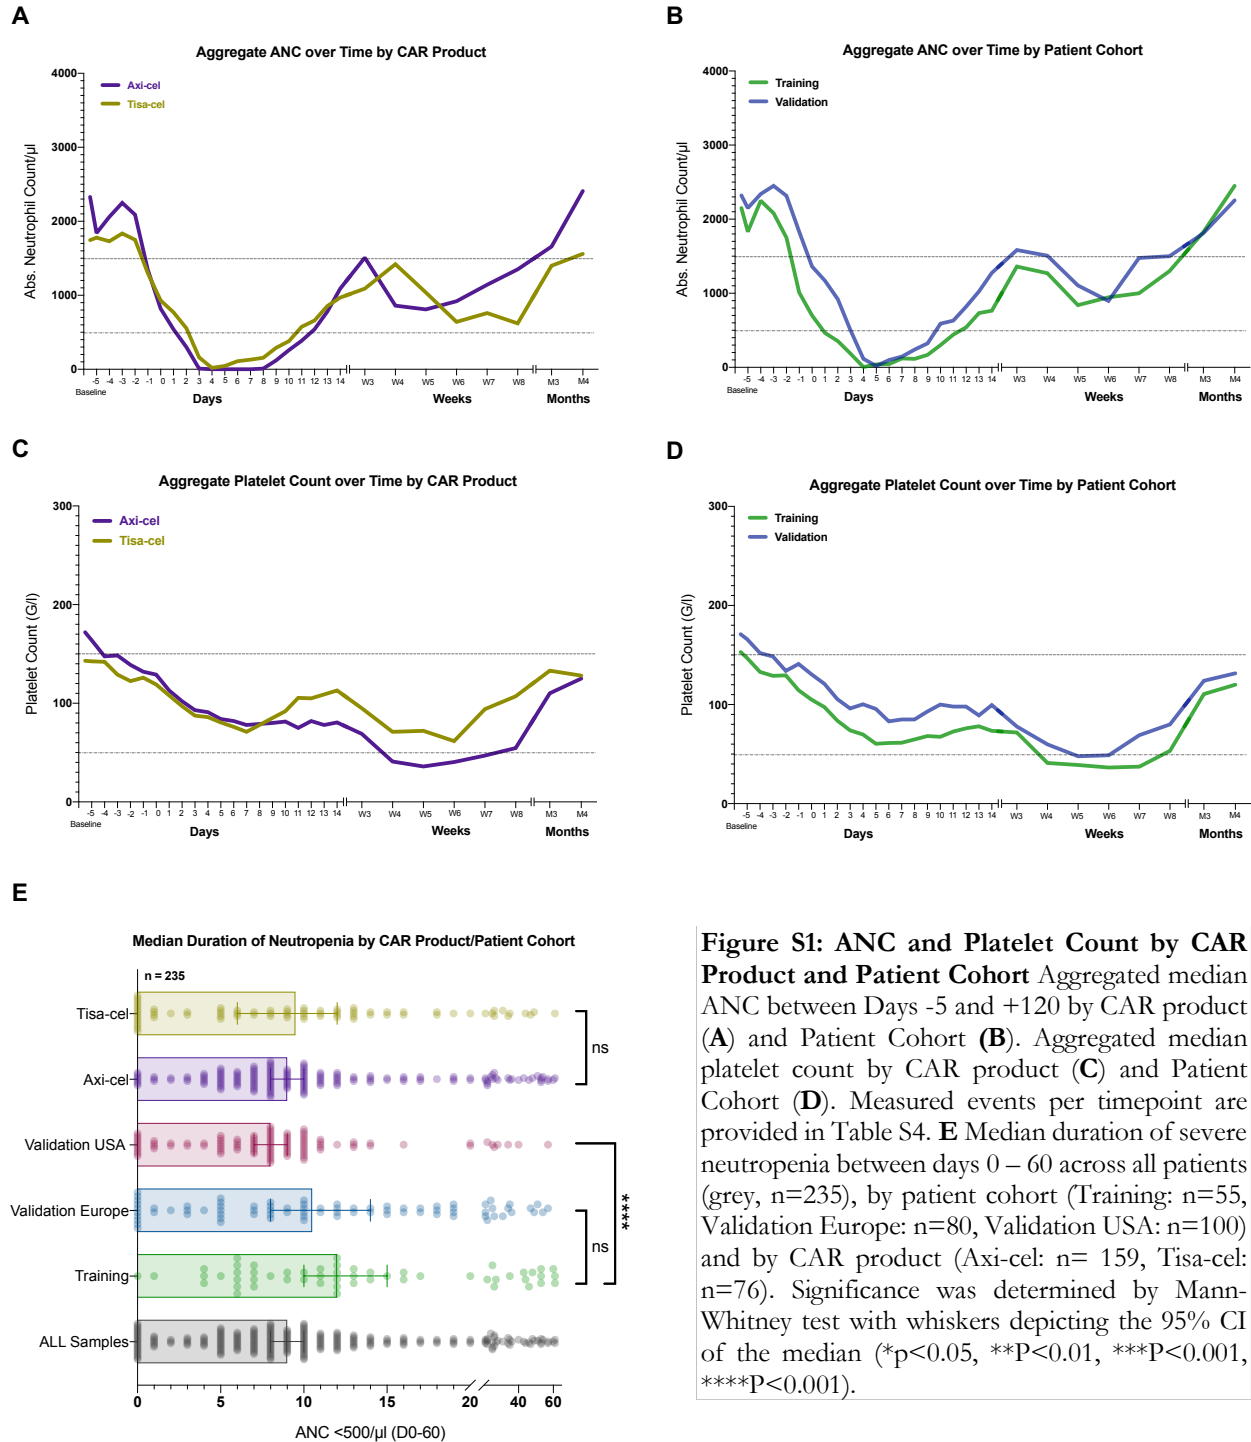 A
Aggregate ANC over Time by CAR Product
Axi-cel
Tisa-cel
Abs. Neutrophil Count/µl
4000
3000
2000
1000
0
-5 -4 -3 -2 -1 0 1 2 3 4 5 6 7 8 9 10 11 12 13 14 W3 W4 W5 W6 W7 W8 M3 M4
Baseline
Days Weeks Months
B
Aggregate ANC over Time by Patient Cohort
Training
Validation
Abs. Neutrophil Count/µl
4000
3000
2000
1000
0
-5 -4 -3 -2 -1 0 1 2 3 4 5 6 7 8 9 10 11 12 13 14 W3 W4 W5 W6 W7 W8 M3 M4
Baseline
Days Weeks Months
C
Aggregate Platelet Count over Time by CAR Product
Axi-cel
Tisa-cel
Platelet Count (G/l)
300
200
100
0
-5 -4 -3 -2 -1 0 1 2 3 4 5 6 7 8 9 10 11 12 13 14 W3 W4 W5 W6 W7 W8 M3 M4
Baseline
Days Weeks Months
D
Aggregate Platelet Count over Time by Patient Cohort
Training
Validation
Platelet Count (G/l)
300
200
100
0
-5 -4 -3 -2 -1 0 1 2 3 4 5 6 7 8 9 10 11 12 13 14 W3 W4 W5 W6 W7 W8 M3 M4
Baseline
Days Weeks Months
E
Median Duration of Neutropenia by CAR Product/Patient Cohort
n = 235
Tisa-cel
Axi-cel
Validation USA
Validation Europe
Training
ALL Samples
ns
****
ns
0 5 10 15 20 40 60
ANC <500/µl (D0-60)
Figure S1: ANC and Platelet Count by CAR
Product and Patient Cohort Aggregated median
ANC between Days -5 and +120 by CAR product
(A) and Patient Cohort (B). Aggregated median
platelet count by CAR product (C) and Patient
Cohort (D). Measured events per timepoint are
provided in Table S4. E Median duration of severe
neutropenia between days 0 – 60 across all patients
(grey, n=235), by patient cohort (Training: n=55,
Validation Europe: n=80, Validation USA: n=100)
and by CAR product (Axi-cel: n= 159, Tisa-cel:
n=76). Significance was determined by Mann-
Whitney test with whiskers depicting the 95% CI
of the median (*p<0.05, **P<0.01, ***P<0.001,
****P<0.001).